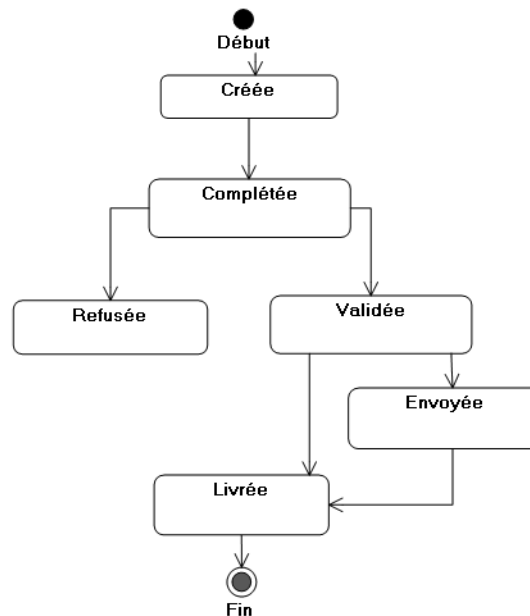 Début
Créée
Complétée
Refusée
Validée
Envoyée
Livrée
Fin